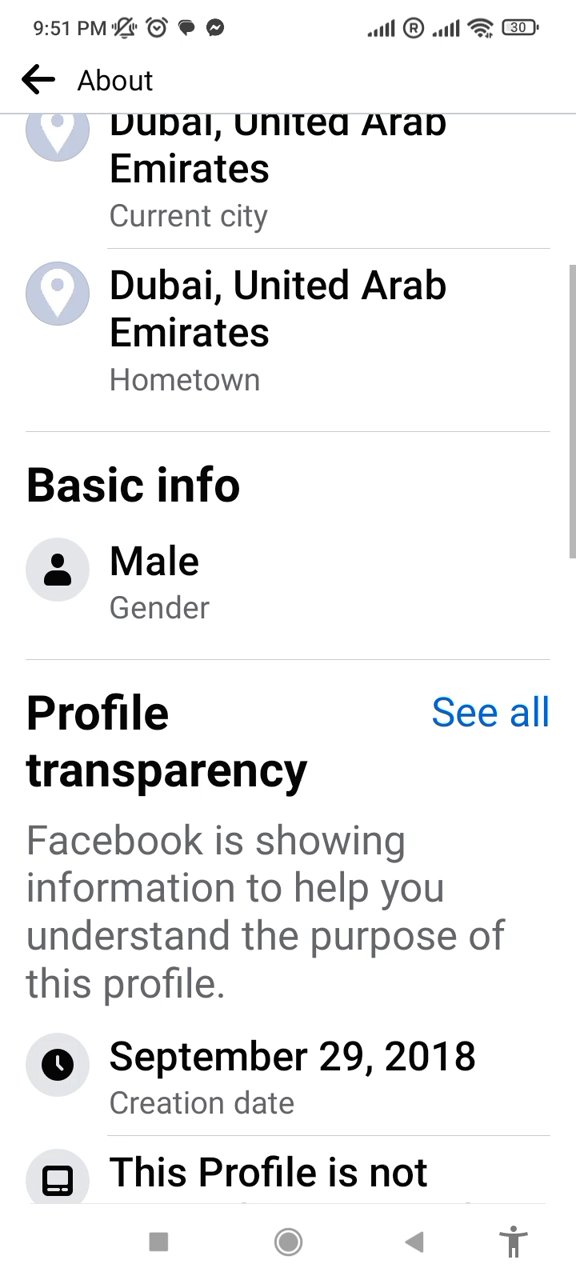 9:51 PM
R
30
About
Dubai, United Arab
Emirates
Current city
Dubai, United Arab
Emirates
Hometown
Basic info
Male
Gender
Profile
See all
transparency
Facebook is showing
information to help you
understand the purpose of
this profile.
September 29, 2018
Creation date
This Profile is not